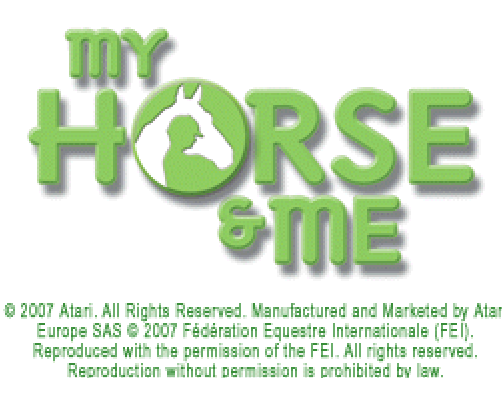 MY
HORSE
& ME
© 2007 Atari. All Rights Reserved. Manufactured and Marketed by Atar
Europe SAS © 2007 Fédération Equestre Internationale (FEI).
Reproduced with the permission of the FEI. All rights reserved.
Reproduction without permission is prohibited by law.